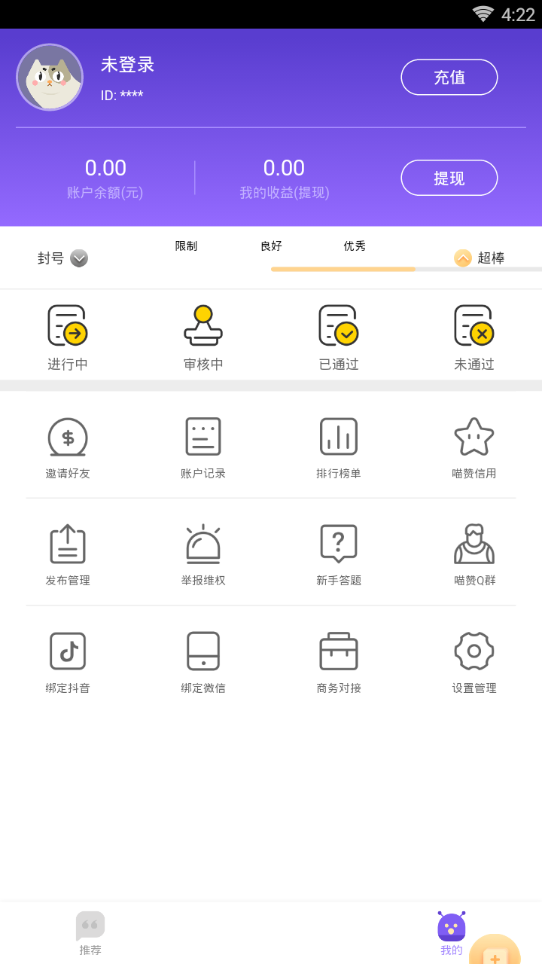 4:22
未登录
ID: ****
充值
0.00
0.00
账户余额(元)
我的收益(提现)
提现
封号
限制
良好
优秀
超棒
进行中
审核中
已通过
未通过
邀请好友
账户记录
排行榜单
喵赞信用
发布管理
举报维权
新手答题
喵赞Q群
绑定抖音
绑定微信
商务对接
设置管理
推荐
我的